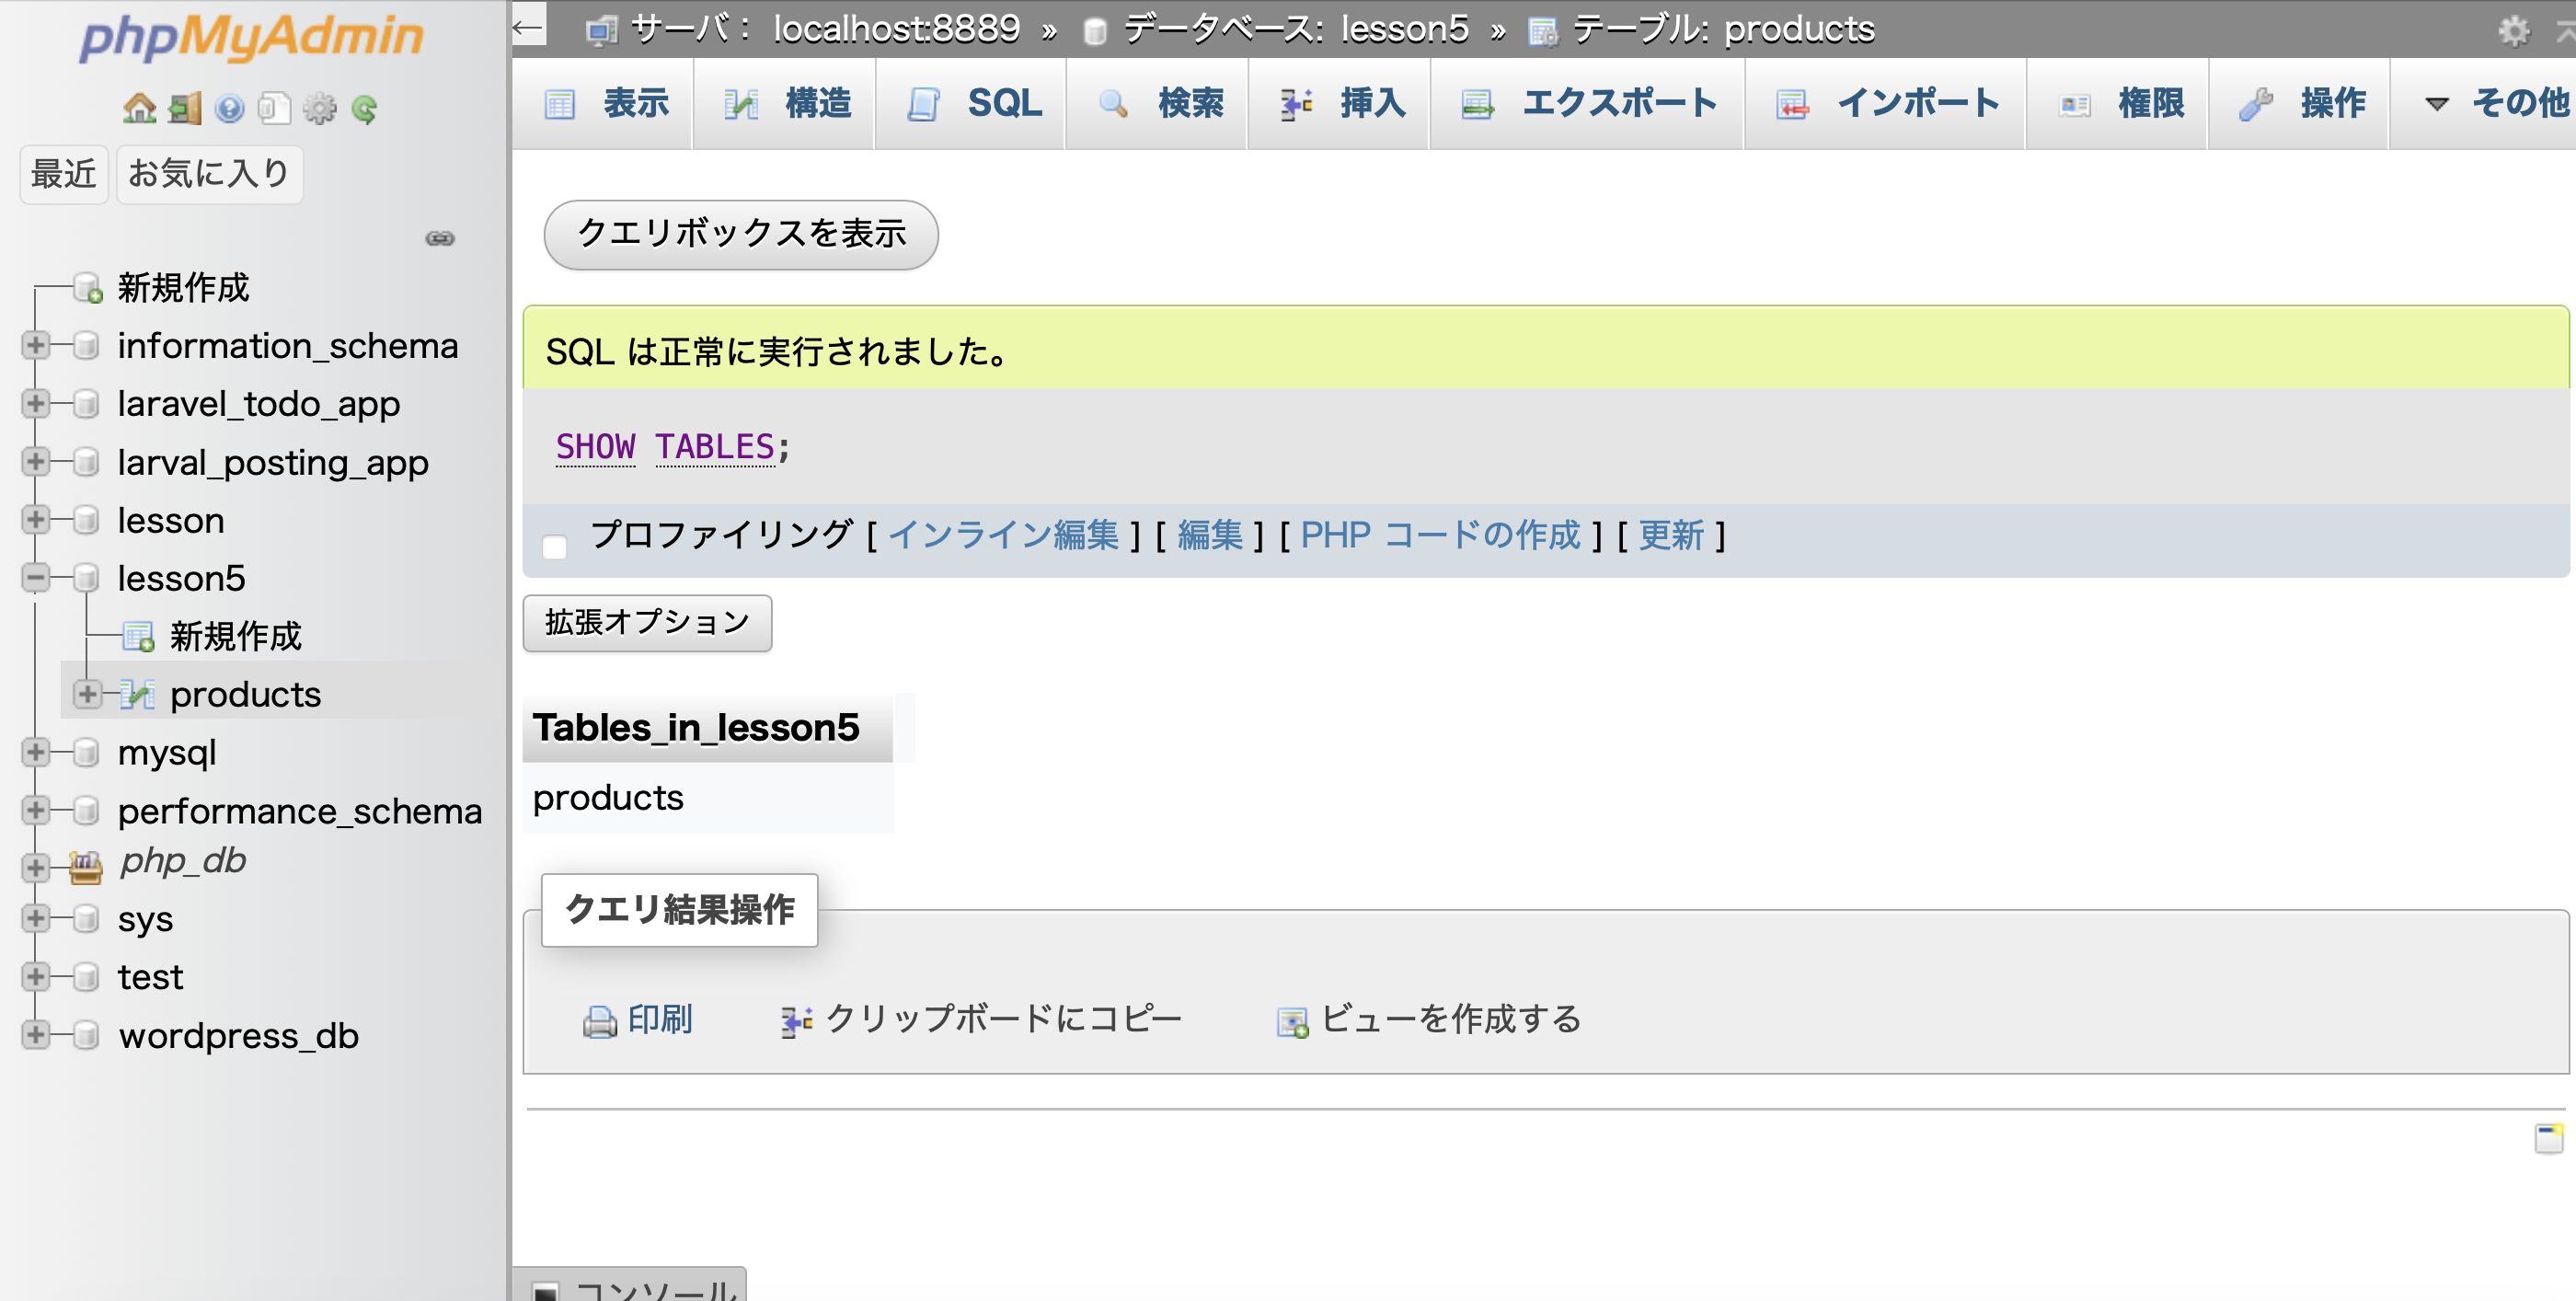 phpMyAdmin
最近 お気に入り
新規作成
information_schema
laravel_todo_app
larval_posting_app
lesson
lesson5
新規作成
products
mysql
performance_schema
php_db
sys
test
wordpress_db
サーバ： localhost:8889 » データベース: lesson5 » テーブル: products
表示 構造 SQL 検索 挿入 エクスポート インポート 権限 操作 その他
クエリボックスを表示
SQL は正常に実行されました。
SHOW TABLES;
プロファイリング [ インライン編集 ] [ 編集 ] [ PHP コードの作成 ] [ 更新 ]
拡張オプション
Tables_in_lesson5
products
クエリ結果操作
印刷 クリップボードにコピー ビューを作成する
コンソール